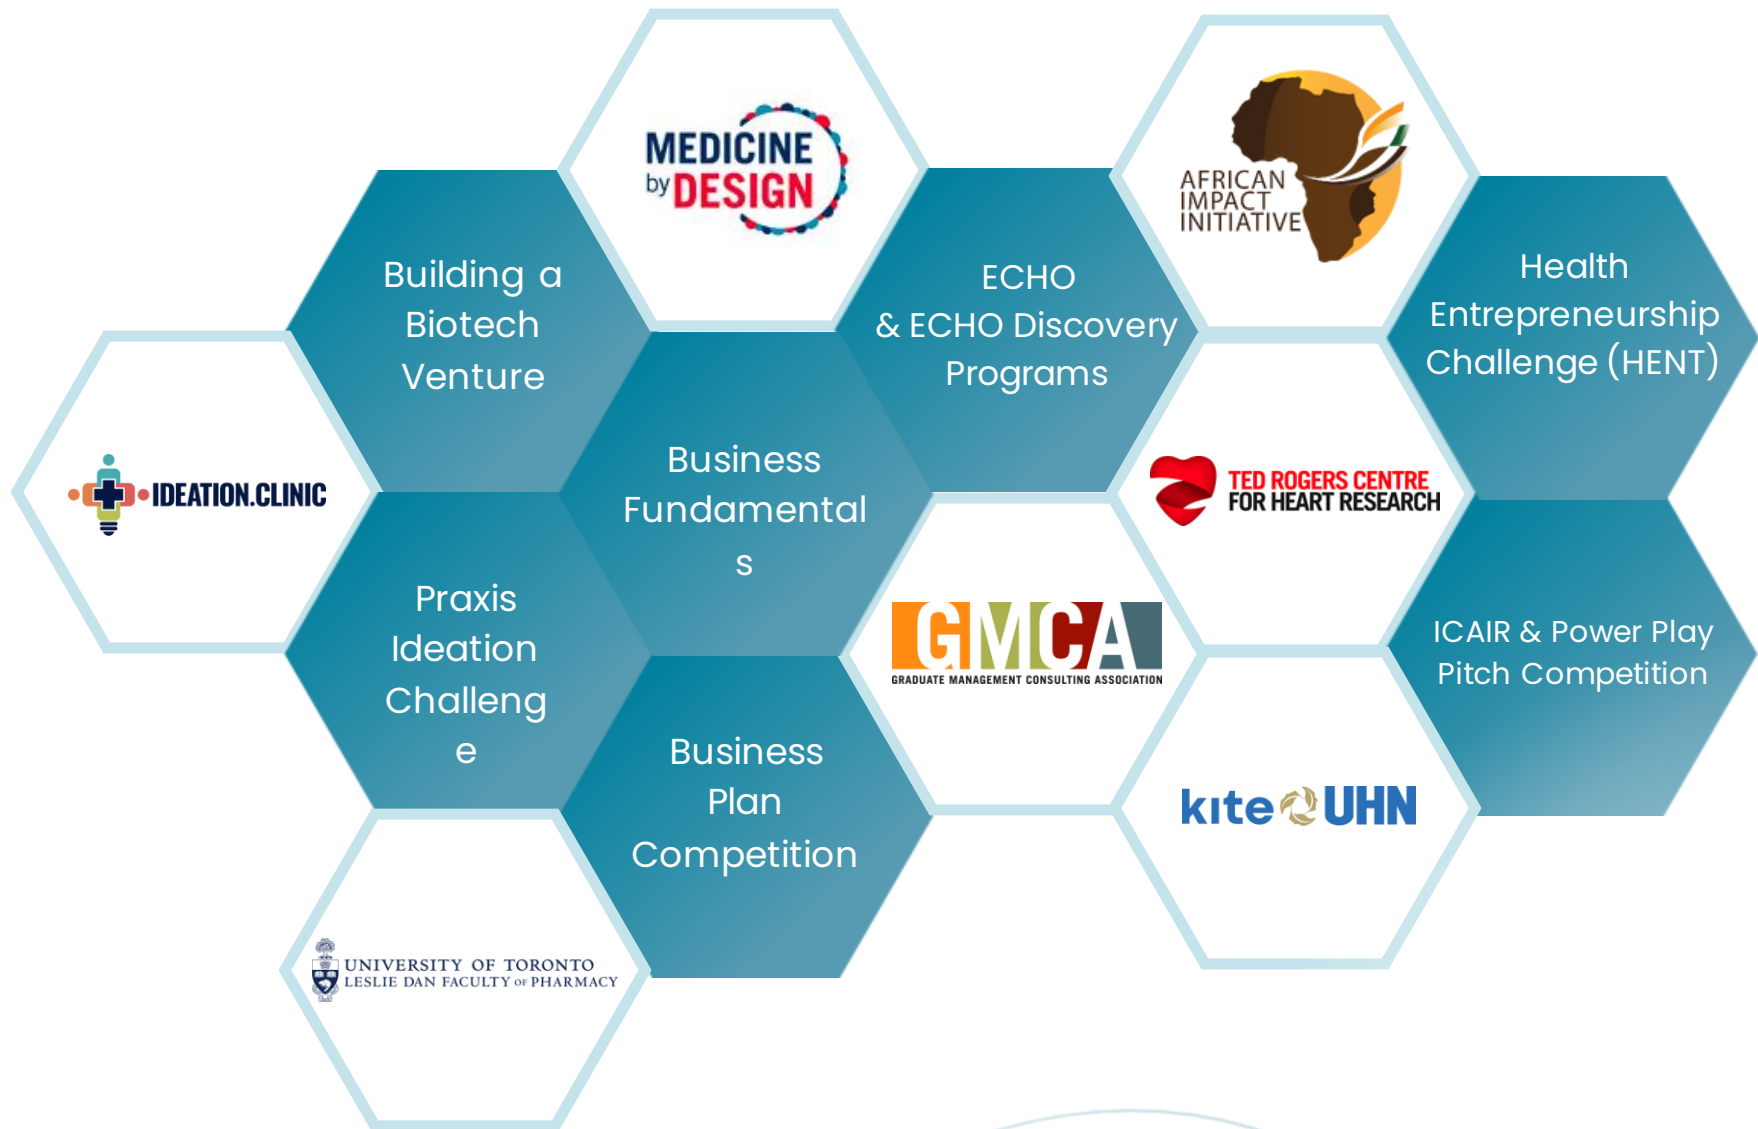 MEDICINE
by DESIGN
AFRICAN
IMPACT
INITIATIVE
Building a
Biotech
Venture
ECHO
& ECHO Discovery
Programs
Health
Entrepreneurship
Challenge (HENT)
IDEATION.CLINIC
Business
Fundamental
s
TED ROGERS CENTRE
FOR HEART RESEARCH
Praxis
Ideation
Challeng
e
GMCA
GRADUATE MANAGEMENT CONSULTING ASSOCIATION
ICAIR & Power Play
Pitch Competition
Business
Plan
Competition
kite UHN
UNIVERSITY OF TORONTO
LESLIE DAN FACULTY OF PHARMACY